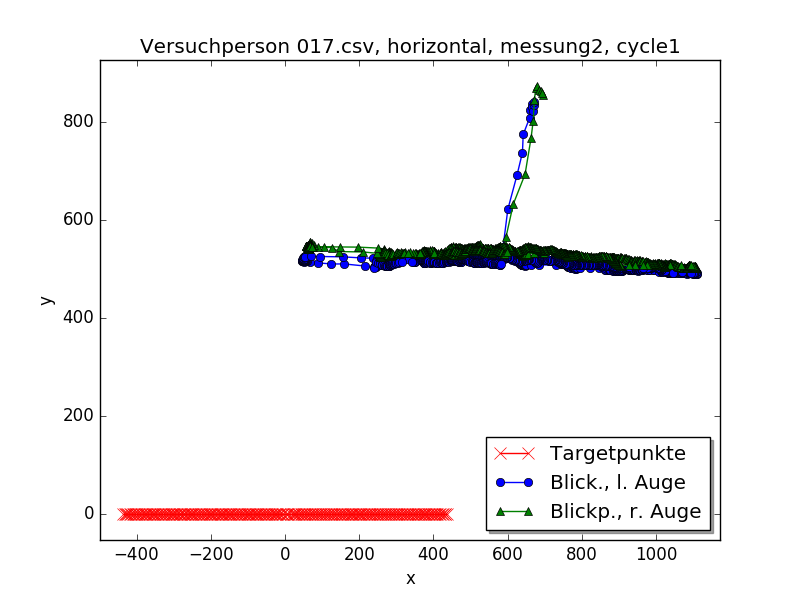 Versuchperson 017.csv, horizontal, messung2, cycle1
800
600
400
200
0
y
−400 −200 0 200 400 600 800 1000
x
Targetpunkte
Blick., l. Auge
Blickp., r. Auge